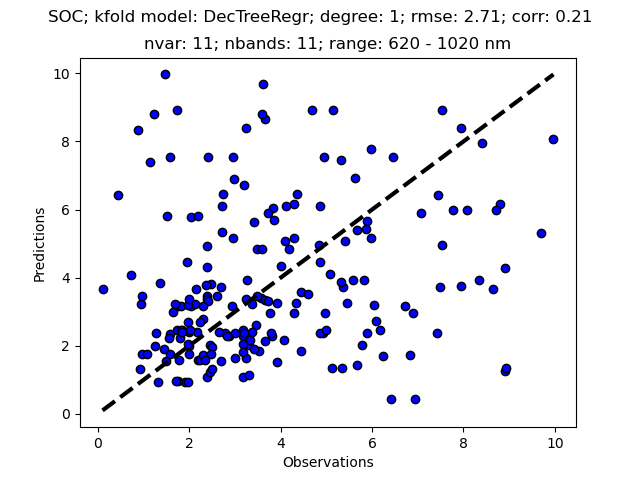 SOC; kfold model: DecTreeRegr; degree: 1; rmse: 2.71; corr: 0.21
nvar: 11; nbands: 11; range: 620 - 1020 nm
10
8
6
4
2
0
Predictions
0 2 4 6 8 10
Observations